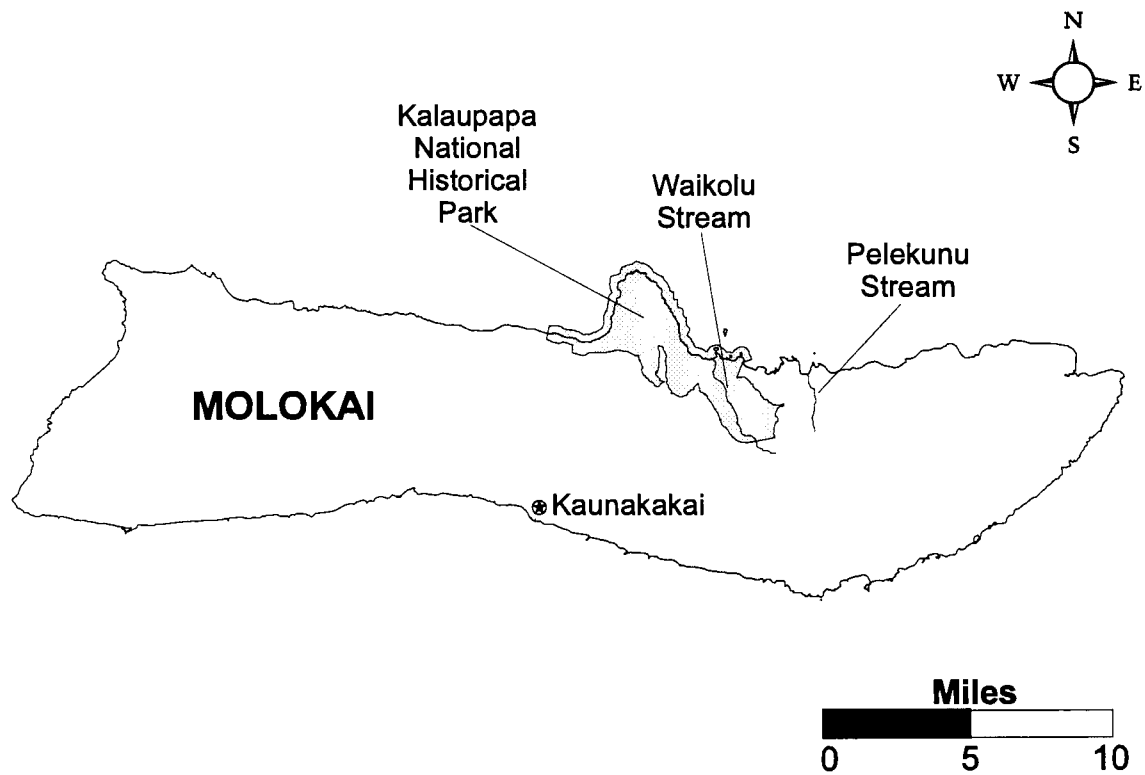 N
W E
S
Kalaupapa
National
Historical
Park
Waikolu
Stream
Pelekunu
Stream
MOLOKAI
Kaunakakai
Miles
0 5 10